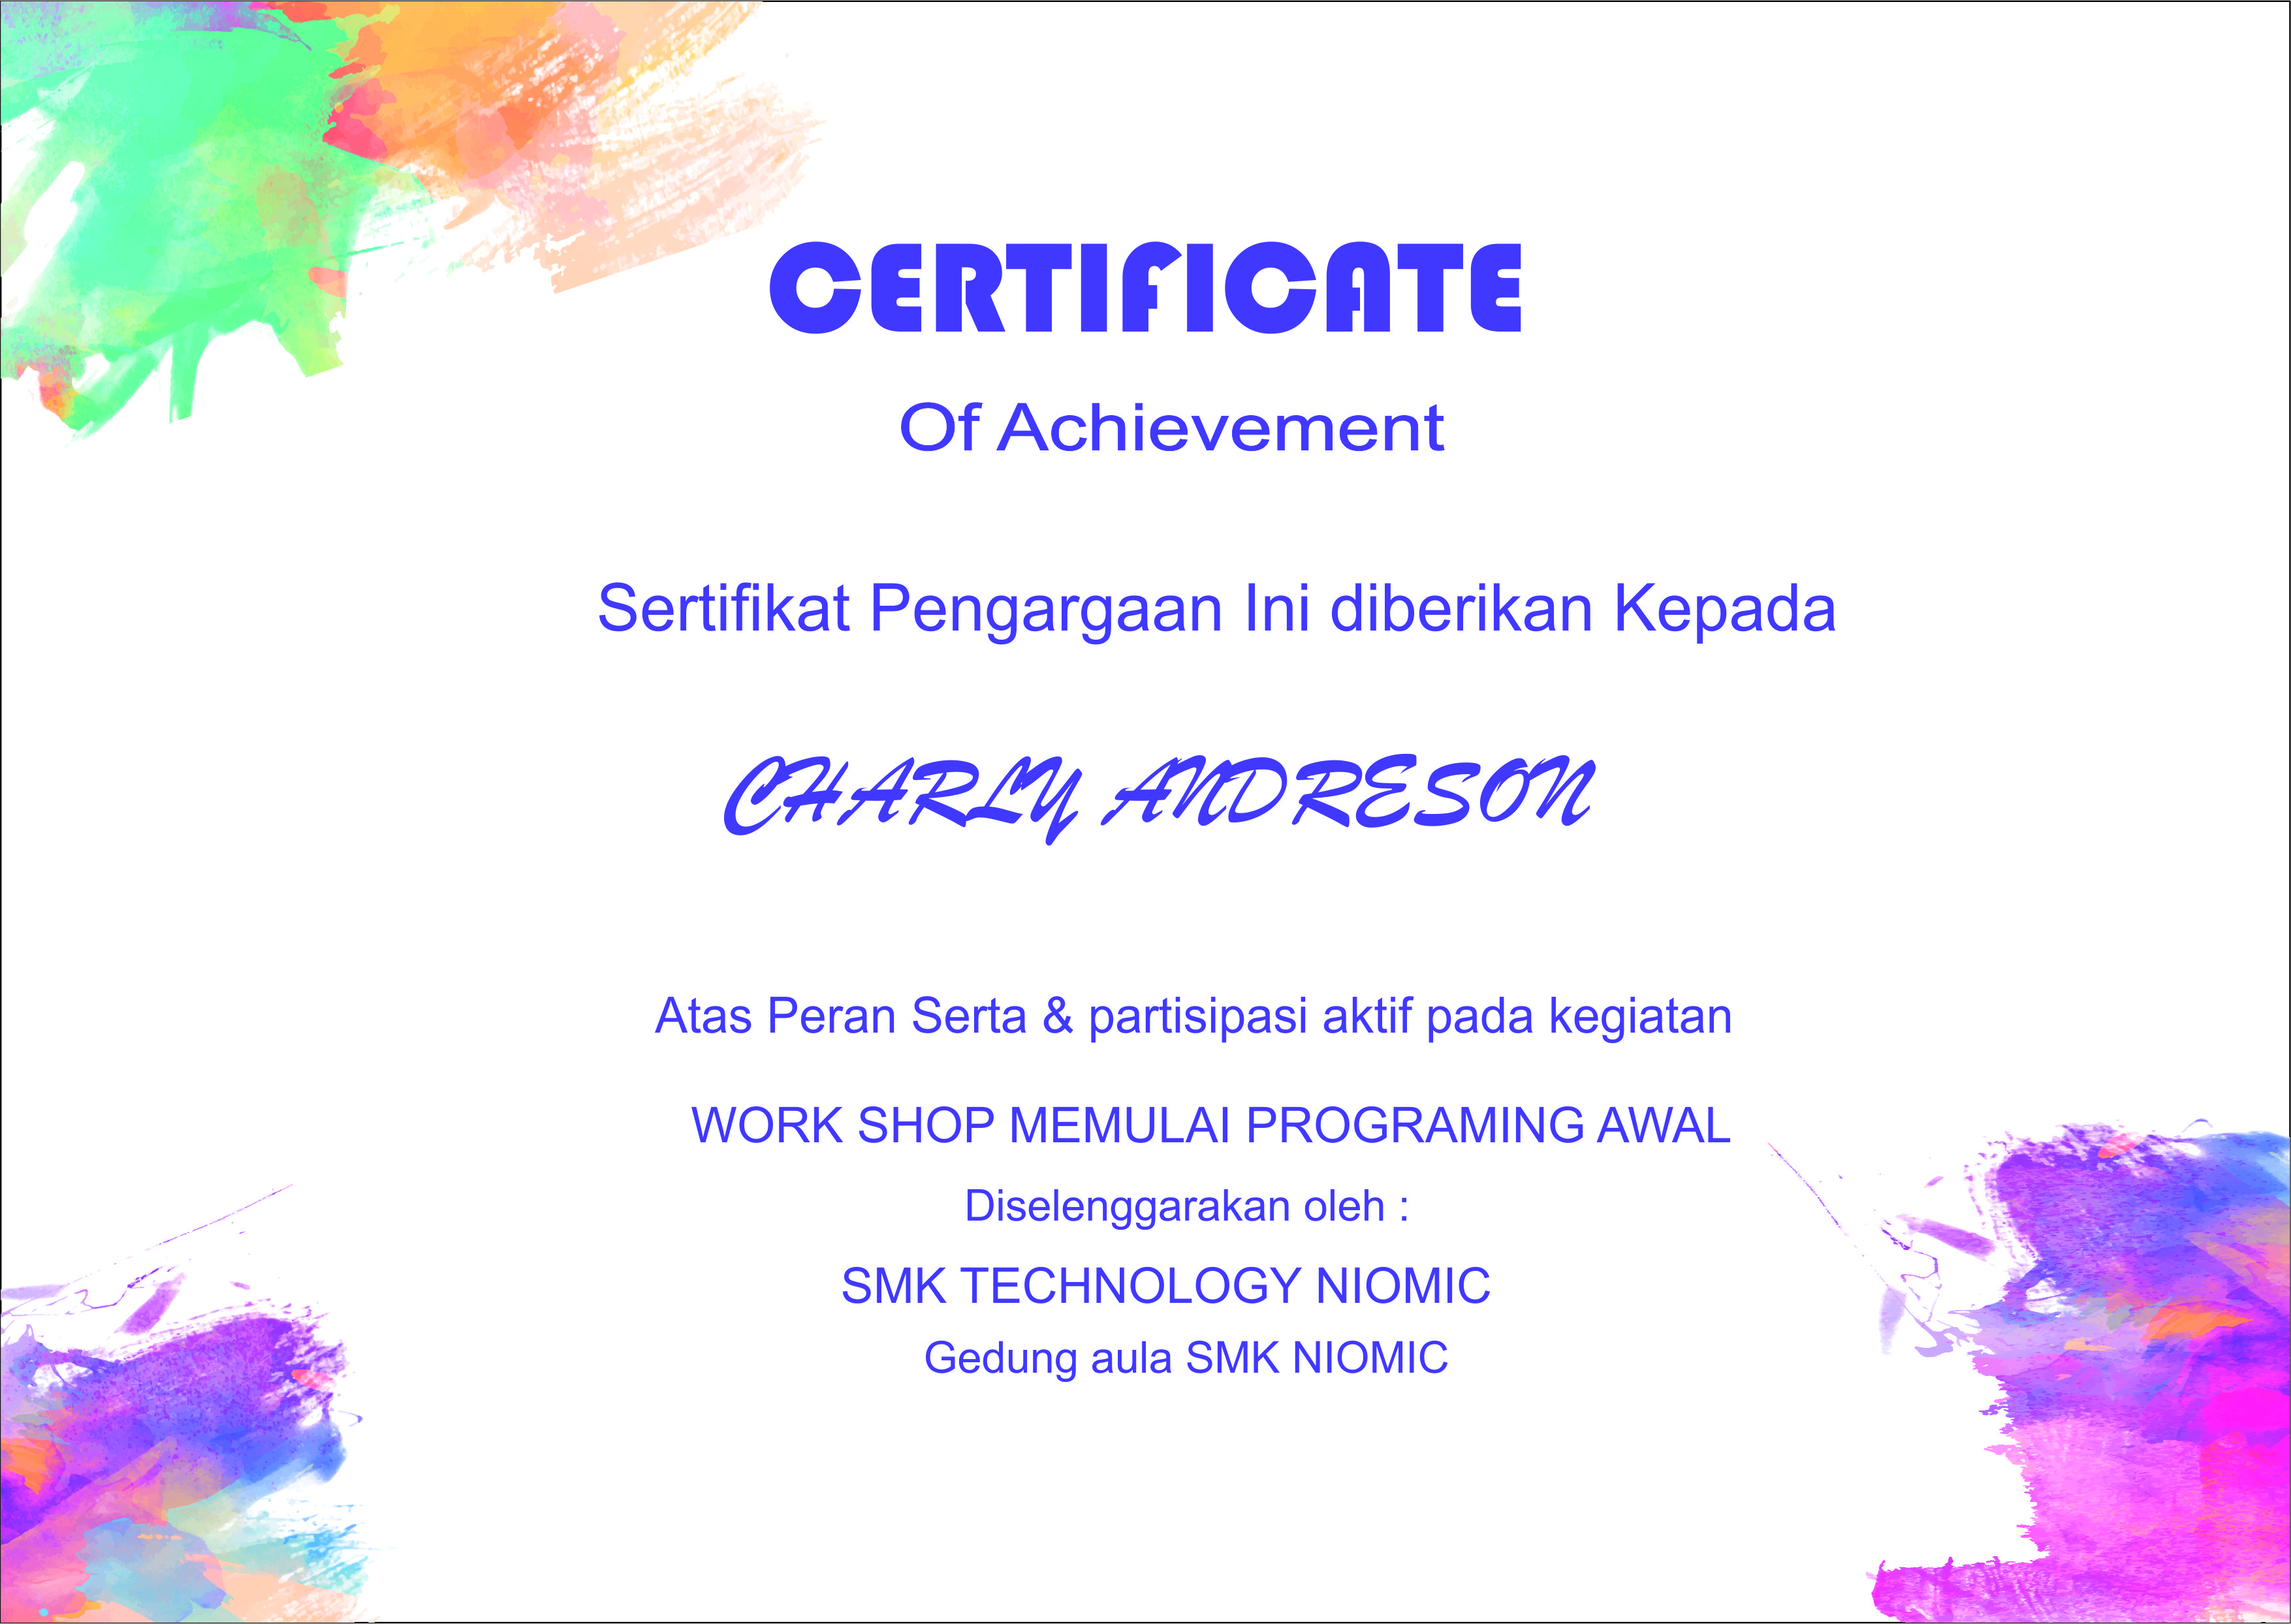 CERTIFICATE
Of Achievement
Sertifikat Pengargaan Ini diberikan Kepada
CHARLY ANDRESON
Atas Peran Serta & partisipasi aktif pada kegiatan
WORK SHOP MEMULAI PROGRAMING AWAL
Diselenggarakan oleh :
SMK TECHNOLOGY NIOMIC
Gedung aula SMK NIOMIC